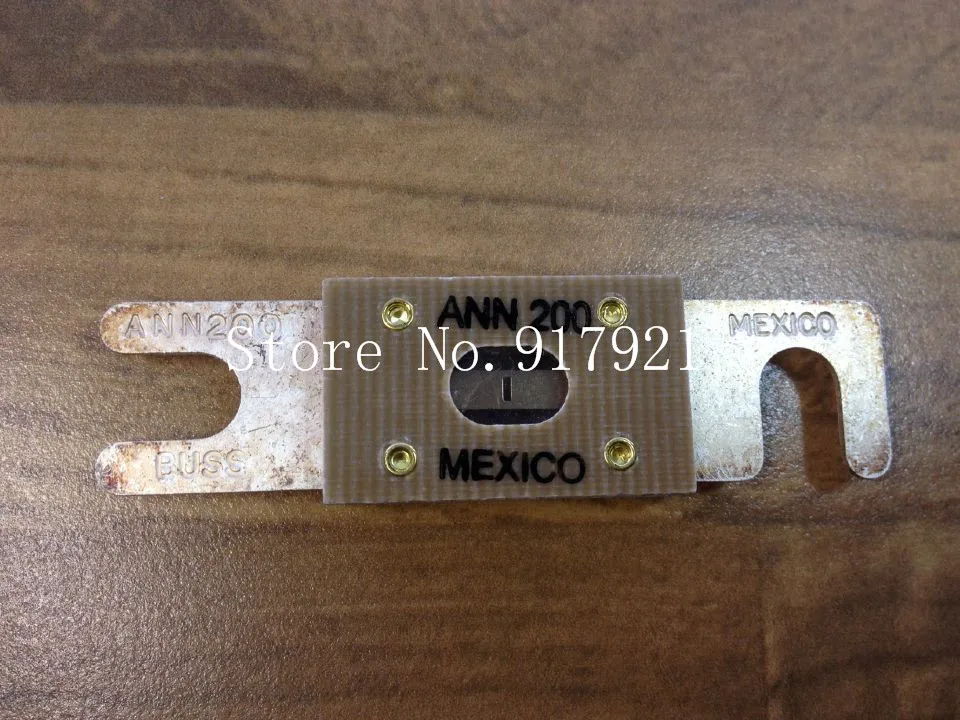 ANN200
ANN 200
MEXICO
Store No.917921
BUSS
MEXICO